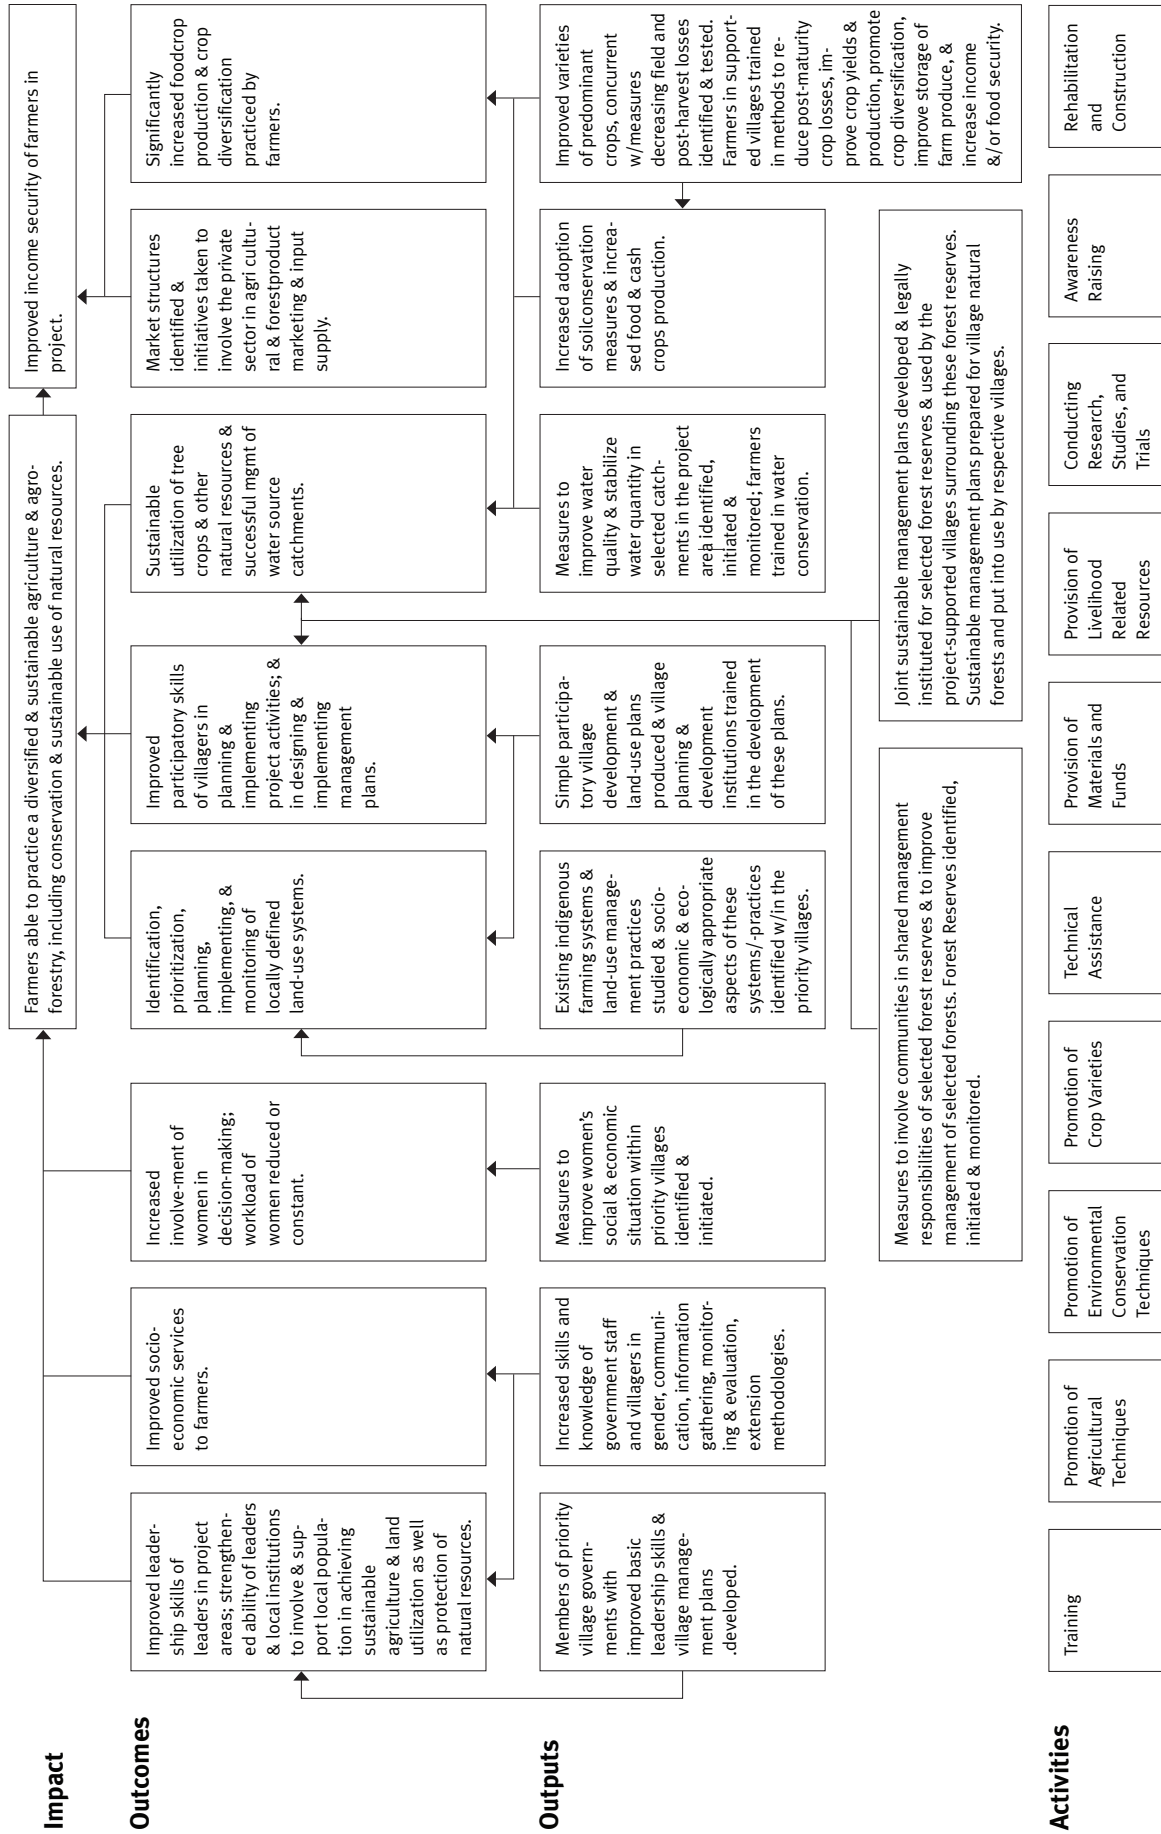 Impact
Farmers able to practice a diversified & sustainable agriculture & agro-
forestry, including conservation & sustainable use of natural resources.
Improved income security of farmers in
project.
Outcomes
Improved leader-
ship skills of
leaders in project
areas; strengthen-
ed ability of leaders
& local institutions
to involve & sup-
port local popula-
tion in achieving
sustainable
agriculture & land
utilization as well
as protection of
natural resources.
Improved socio-
economic services
to farmers.
Increased
involve-ment of
women in
decision-making;
workload of
women reduced or
constant.
Identification,
prioritization,
planning,
implementing, &
monitoring of
locally defined
land-use systems.
Improved
participatory skills
of villagers in
planning &
implementing
project activities; &
in designing &
implementing
management
plans.
Sustainable
utilization of tree
crops & other
natural resources &
successful mgmt of
water source
catchments.
Market structures
identified &
initiatives taken to
involve the private
sector in agri cultu-
ral & forestproduct
marketing & input
supply.
Significantly
increased foodcrop
production & crop
diversification
practiced by
farmers.
Outputs
Members of priority
village govern-
ments with
improved basic
leadership skills &
village manage-
ment plans
.developed.
Increased skills and
knowledge of
government staff
and villagers in
gender, communi-
cation, information
gathering, monitor-
ing & evaluation,
extension
methodologies.
Measures to
improve women's
social & economic
situation within
priority villages
identified &
initiated.
Existing indigenous
farming systems &
land-use manage-
ment practices
studied & socio-
economic & eco-
logically appropriate
aspects of these
systems/-practices
identified w/in the
priority villages.
Simple participa-
tory village
development &
land-use plans
produced & village
planning &
development
institutions trained
in the development
of these plans.
Measures to
improve water
quality & stabilize
water quantity in
selected catch-
ments in the project
area identified,
initiated &
monitored; farmers
trained in water
conservation.
Increased adoption
of soilconservation
measures & increa-
sed food & cash
crops production.
Improved varieties
of predominant
crops, concurrent
w/measures
decreasing field and
post-harvest losses
identified & tested.
Farmers in support-
ed villages trained
in methods to re-
duce post-maturity
crop losses, im-
prove crop yields &
production, promote
crop diversification,
improve storage of
farm produce, &
increase income
&/or food security.
Measures to involve communities in shared management
responsibilities of selected forest reserves & to improve
management of selected forests. Forest Reserves identified,
initiated & monitored.
Joint sustainable management plans developed & legally
instituted for selected forest reserves & used by the
project-supported villages surrounding these forest reserves.
Sustainable management plans prepared for village natural
forests and put into use by respective villages.
Activities
Training
Promotion of
Agricultural
Techniques
Promotion of
Environmental
Conservation
Techniques
Promotion of
Crop Varieties
Technical
Assistance
Provision of
Materials and
Funds
Provision of
Livelihood
Related
Resources
Conducting
Research,
Studies, and
Trials
Awareness
Raising
Rehabilitation
and
Construction